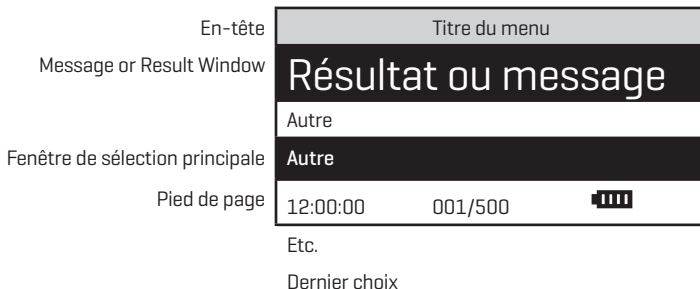 En-tête
Titre du menu
Message or Result Window
Résultat ou message
Autre
Fenêtre de sélection principale
Autre
Pied de page
12:00:00 001/500
Etc.
Dernier choix